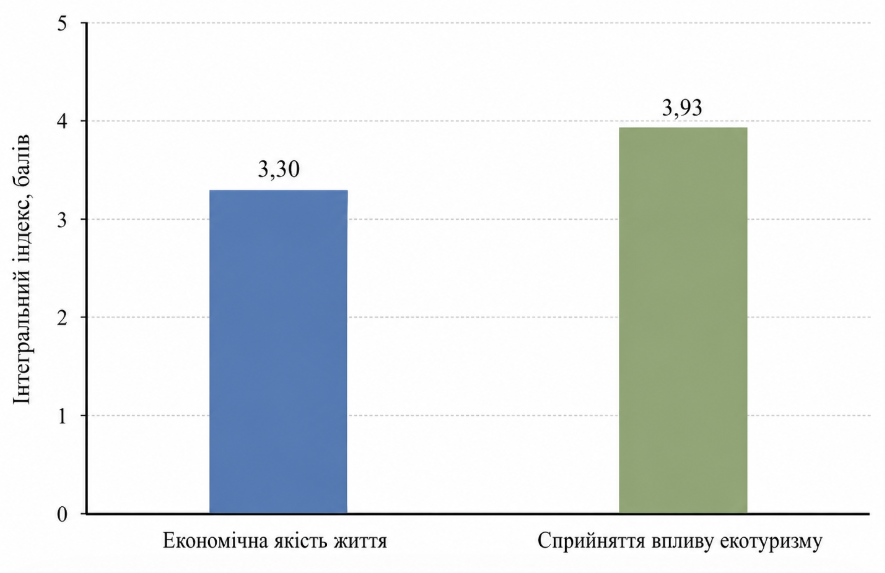 Інтегральний індекс, балів
5
4
3
2
1
0
3,30
3,93
Економічна якість життя
Сприйняття впливу екотуризму